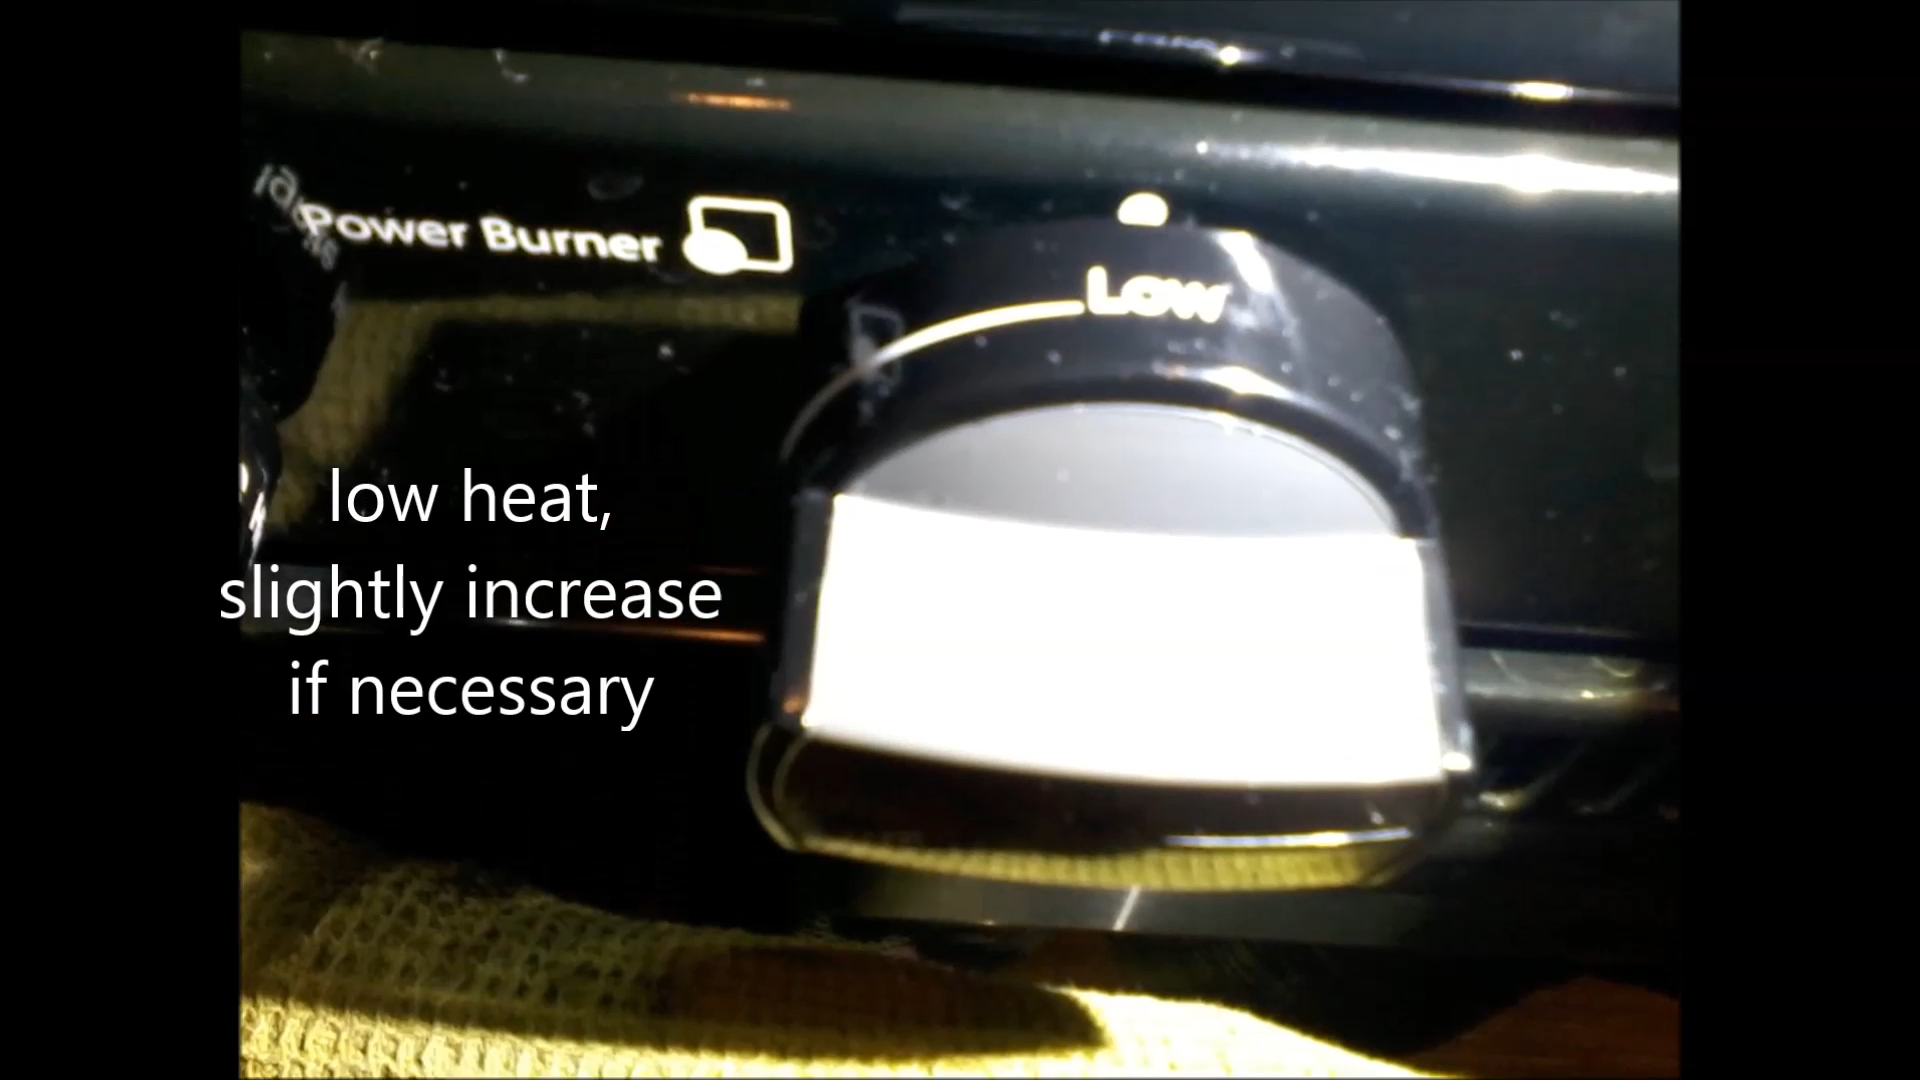 Power Burner
Low
low heat,
slightly increase
if necessary